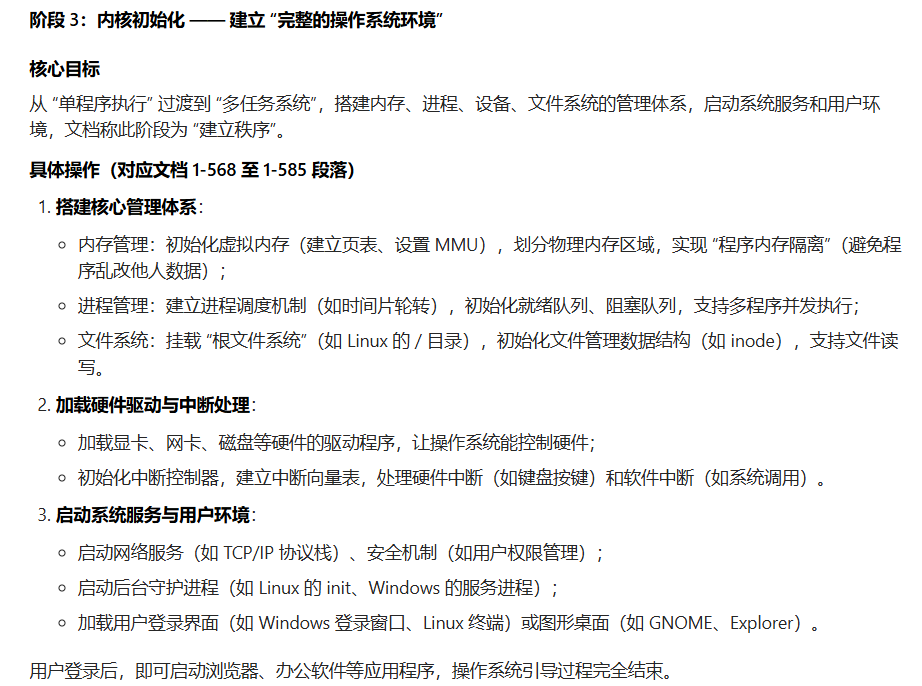 阶段 3：内核初始化 —— 建立 “完整的操作系统环境”
核心目标
从 “单程序执行” 过渡到 “多任务系统”，搭建内存、进程、设备、文件系统的管理体系，启动系统服务和用户环
境，文档称此阶段为 “建立秩序”。
具体操作（对应文档 1-568 至 1-585 段落）
1. 搭建核心管理体系：
◦ 内存管理：初始化虚拟内存（建立页表、设置 MMU），划分物理内存区域，实现 “程序内存隔离”（避免程
序乱改他人数据）；
◦ 进程管理：建立进程调度机制（如时间片轮转），初始化就绪队列、阻塞队列，支持多程序并发执行；
◦ 文件系统：挂载 “根文件系统”（如 Linux 的 / 目录），初始化文件管理数据结构（如 inode），支持文件读
写。
2. 加载硬件驱动与中断处理：
◦ 加载显卡、网卡、磁盘等硬件的驱动程序，让操作系统能控制硬件；
◦ 初始化中断控制器，建立中断向量表，处理硬件中断（如键盘按键）和软件中断（如系统调用）。
3. 启动系统服务与用户环境：
◦ 启动网络服务（如 TCP/IP 协议栈）、安全机制（如用户权限管理）；
◦ 启动后台守护进程（如 Linux 的 init、Windows 的服务进程）；
◦ 加载用户登录界面（如 Windows 登录窗口、Linux 终端）或图形桌面（如 GNOME、Explorer）。
用户登录后，即可启动浏览器、办公软件等应用程序，操作系统引导过程完全结束。